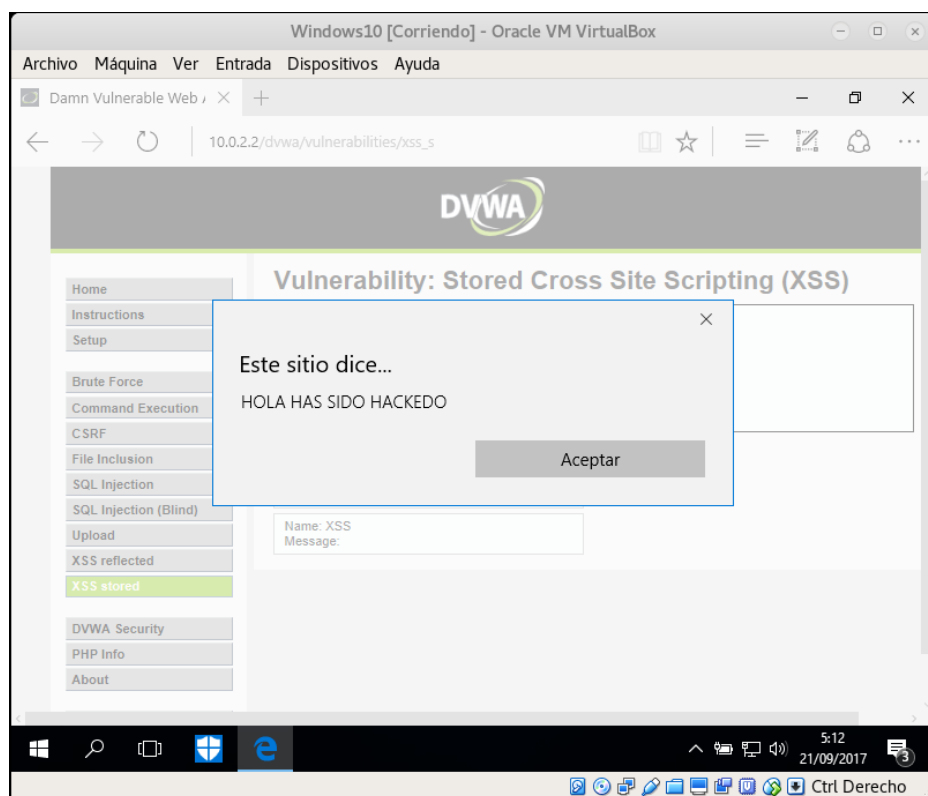 Windows10 [Corriendo] - Oracle VM VirtualBox
Archivo Máquina Ver Entrada Dispositivos Ayuda
Damn Vulnerable Web
10.0.2.2/dvwa/vulnerabilities/xss_s
DVWA
Vulnerability: Stored Cross Site Scripting (XSS)
Home
Instructions
Setup
Brute Force
Command Execution
CSRF
File Inclusion
SQL Injection
SQL Injection (Blind)
Upload
XSS reflected
XSS stored
DVWA Security
PHP Info
About
Este sitio dice...
HOLA HAS SIDO HACKEDO
Aceptar
Name: XSS
Message:
5:12
21/09/2017
3
Ctrl Derecho